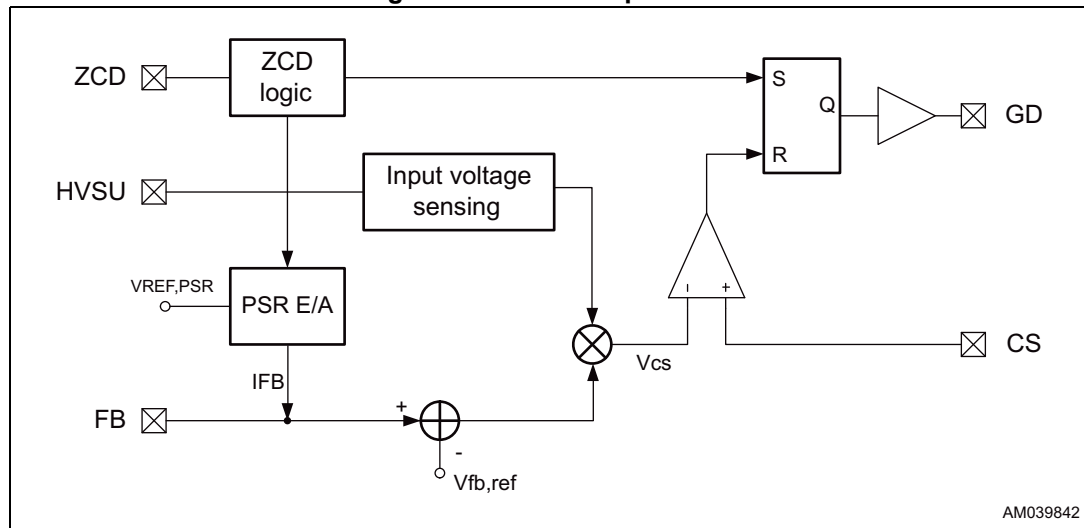 ZCD
ZCD
logic
S
Q
R
GD
HVSU
Input voltage
sensing
VREF,PSR
PSR E/A
IFB
-
+
Vcs
CS
FB
+
-
Vfb,ref
AM039842